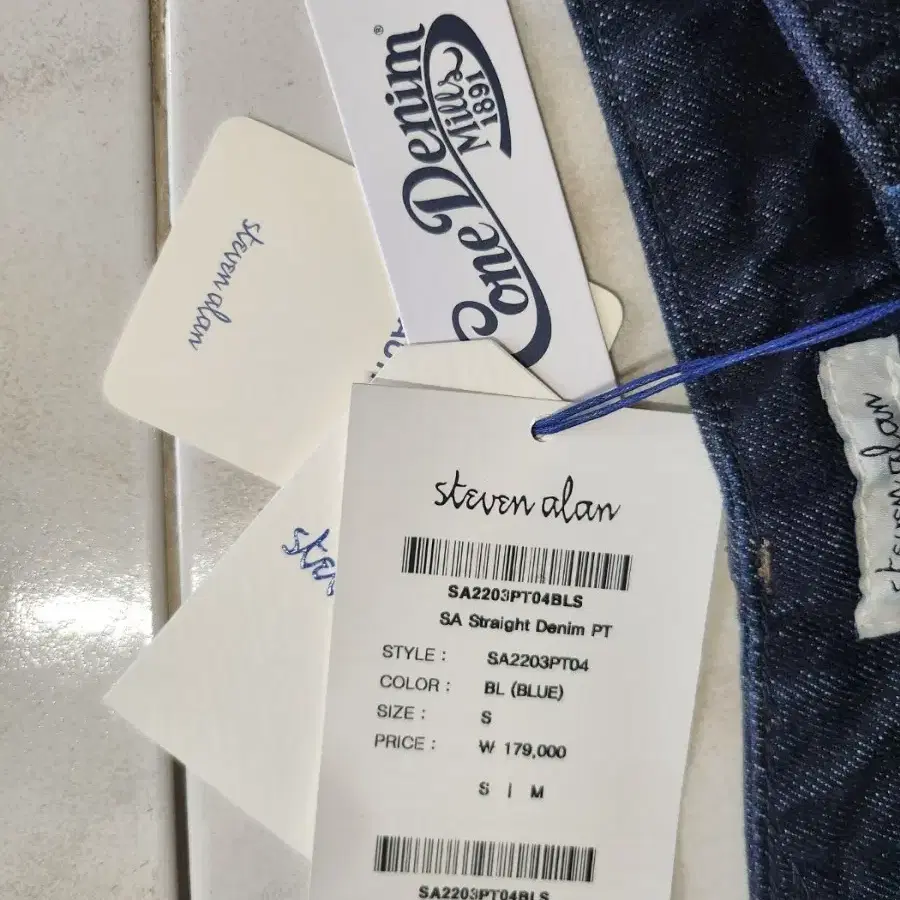 Cone Denim
Mills
1891
®
steven alan
steven alan
SA2203PT04BLS
SA Straight Denim PT
STYLE : SA2203PT04
COLOR : BL (BLUE)
SIZE : S
PRICE : ₩ 179,000
S | M
SA2203PT04BLS
steven alan